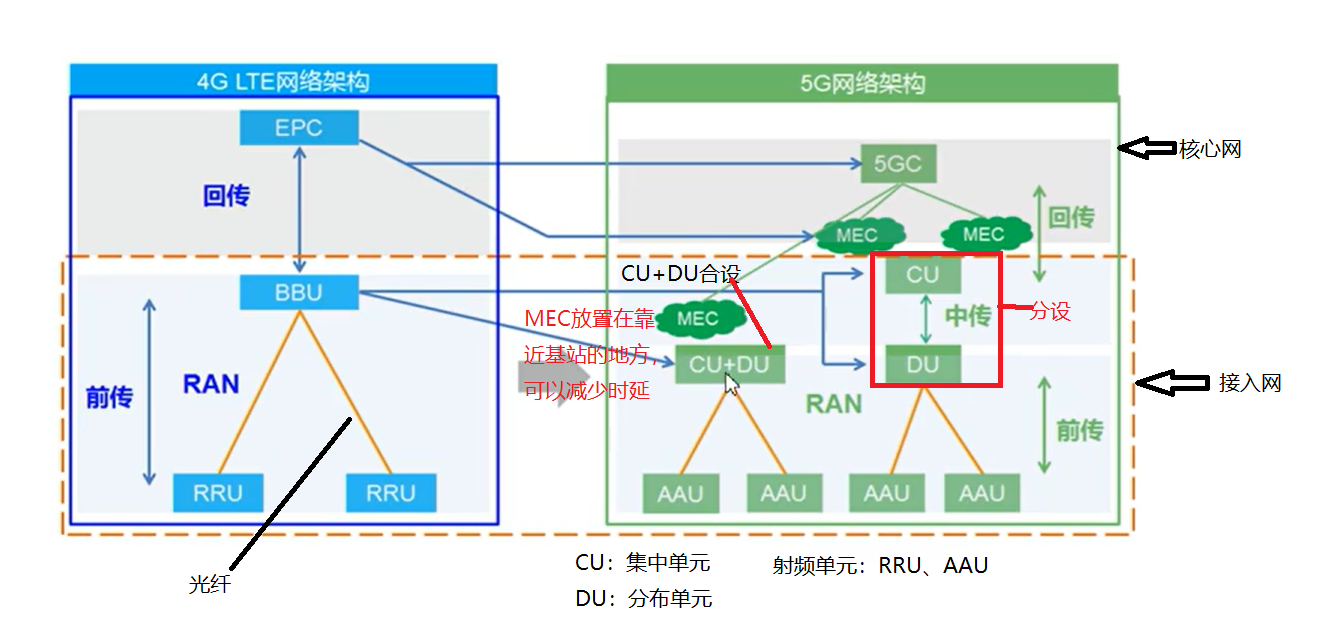 4G LTE网络架构
5G网络架构
EPC
5GC
核心网
回传
MEC
MEC
回传
CU+DU合设
CU
BBU
MEC放置在靠
近基站的地方,
可以减少时延
MEC
中传
分设
CU+DU
DU
前传
RAN
RAN
前传
接入网
RRU
RRU
AAU
AAU
AAU
AAU
光纤
CU：集中单元
DU：分布单元
射频单元：RRU、AAU